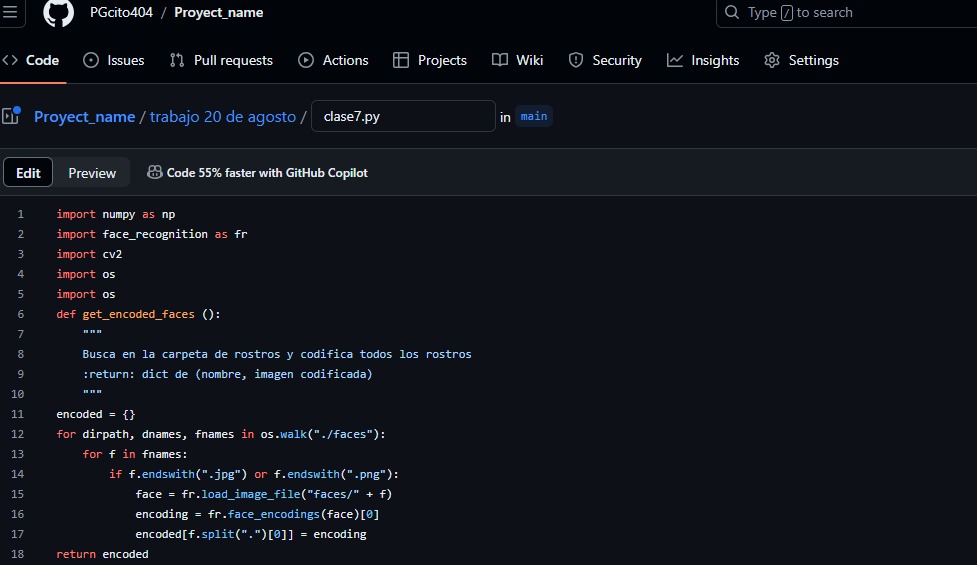 PGcito404 / Proyect_name
Type / to search
<> Code Issues Pull requests Actions Projects Wiki Security Insights Settings
Proyect_name / trabajo 20 de agosto / clase7.py in main
Edit Preview Code 55% faster with GitHub Copilot
1 import numpy as np
2 import face_recognition as fr
3 import cv2
4 import os
5 import os
6 def get_encoded_faces ():
7     """
8     Busca en la carpeta de rostros y codifica todos los rostros
9     :return: dict de (nombre, imagen codificada)
10     """
11 encoded = {}
12 for dirpath, dnames, fnames in os.walk("./faces"):
13     for f in fnames:
14         if f.endswith(".jpg") or f.endswith(".png"):
15             face = fr.load_image_file("faces/" + f)
16             encoding = fr.face_encodings(face)[0]
17             encoded[f.split(".")[0]] = encoding
18 return encoded